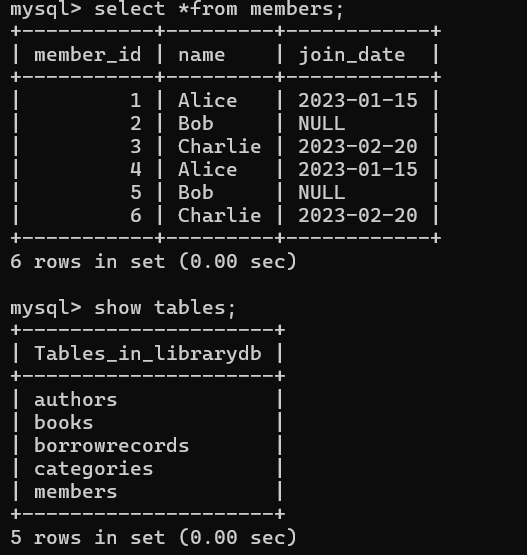 mysql> select *from members;
+-----------+---------+------------+
| member_id | name    | join_date  |
+-----------+---------+------------+
|         1 | Alice   | 2023-01-15 |
|         2 | Bob     | NULL       |
|         3 | Charlie | 2023-02-20 |
|         4 | Alice   | 2023-01-15 |
|         5 | Bob     | NULL       |
|         6 | Charlie | 2023-02-20 |
+-----------+---------+------------+
6 rows in set (0.00 sec)

mysql> show tables;
+---------------------+
| Tables_in_librarydb |
+---------------------+
| authors             |
| books               |
| borrowrecords       |
| categories          |
| members             |
+---------------------+
5 rows in set (0.00 sec)